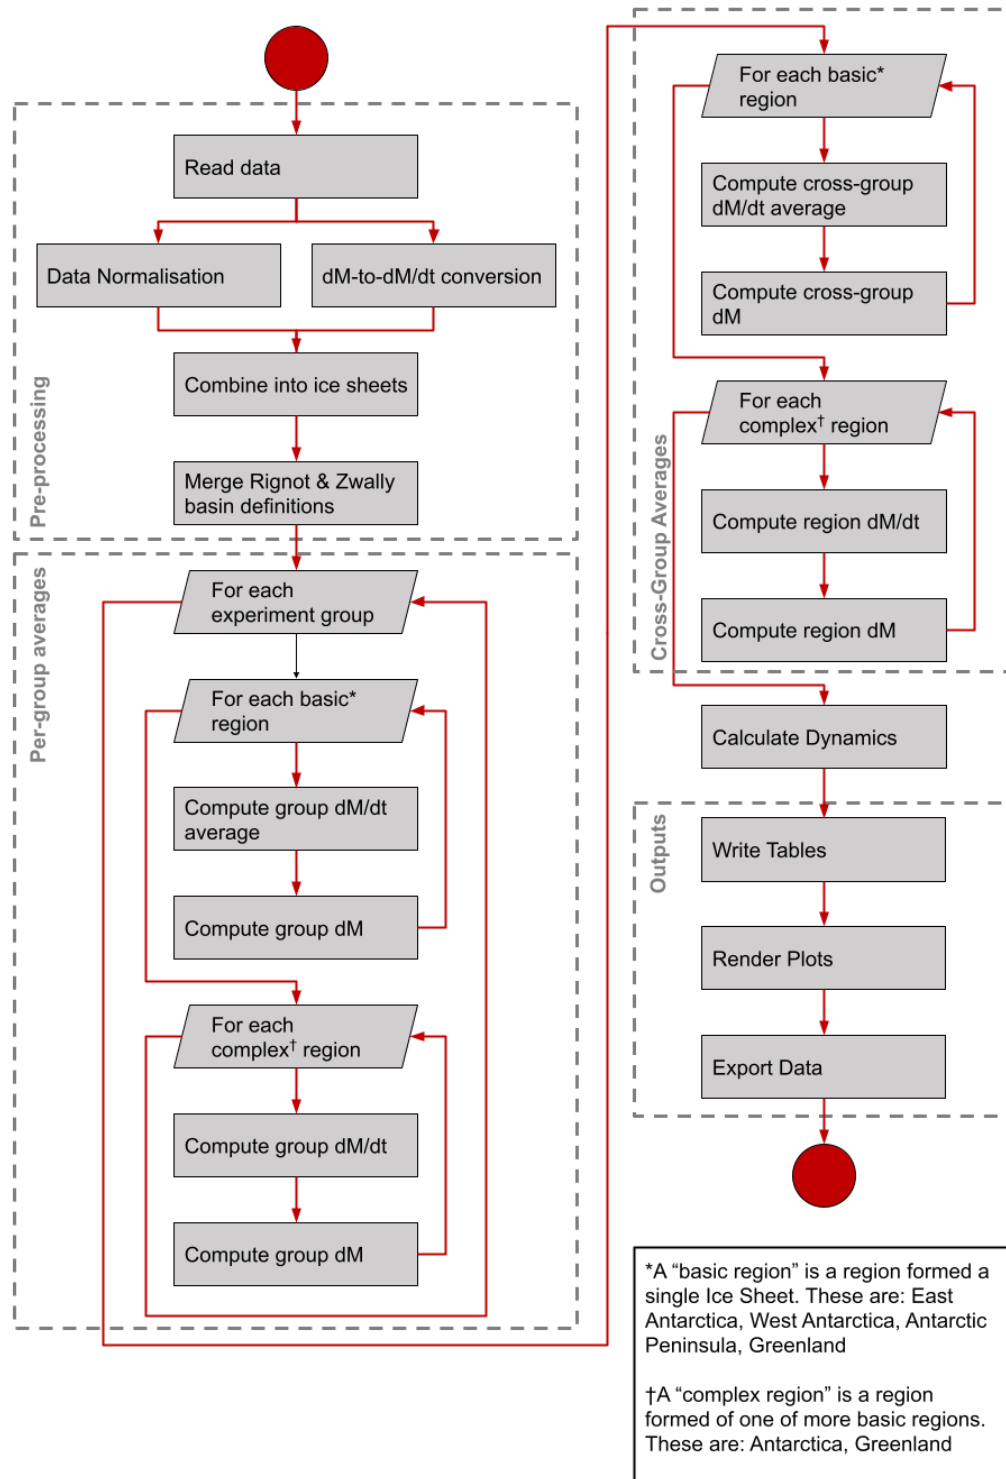 Pre-processing
Read data
Data Normalisation
dM-to-dM/dt conversion
Combine into ice sheets
Merge Rignot & Zwally
basin definitions
Per-group averages
For each
experiment group
For each basic*
region
Compute group dM/dt
average
Compute group dM
For each
complex† region
Compute group dM/dt
Compute group dM
Cross-Group Averages
For each basic*
region
Compute cross-group
dM/dt average
Compute cross-group
dM
For each
complex† region
Compute region dM/dt
Compute region dM
Calculate Dynamics
Outputs
Write Tables
Render Plots
Export Data
*A “basic region” is a region formed a
single Ice Sheet. These are: East
Antarctica, West Antarctica, Antarctic
Peninsula, Greenland
†A “complex region” is a region
formed of one of more basic regions.
These are: Antarctica, Greenland